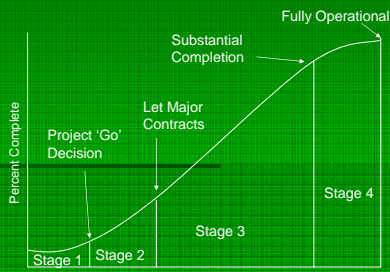 Fully Operational
Substantial
Completion
Let Major
Contracts
Project ‘Go’
Decision
Percent Complete
Stage 1
Stage 2
Stage 3
Stage 4